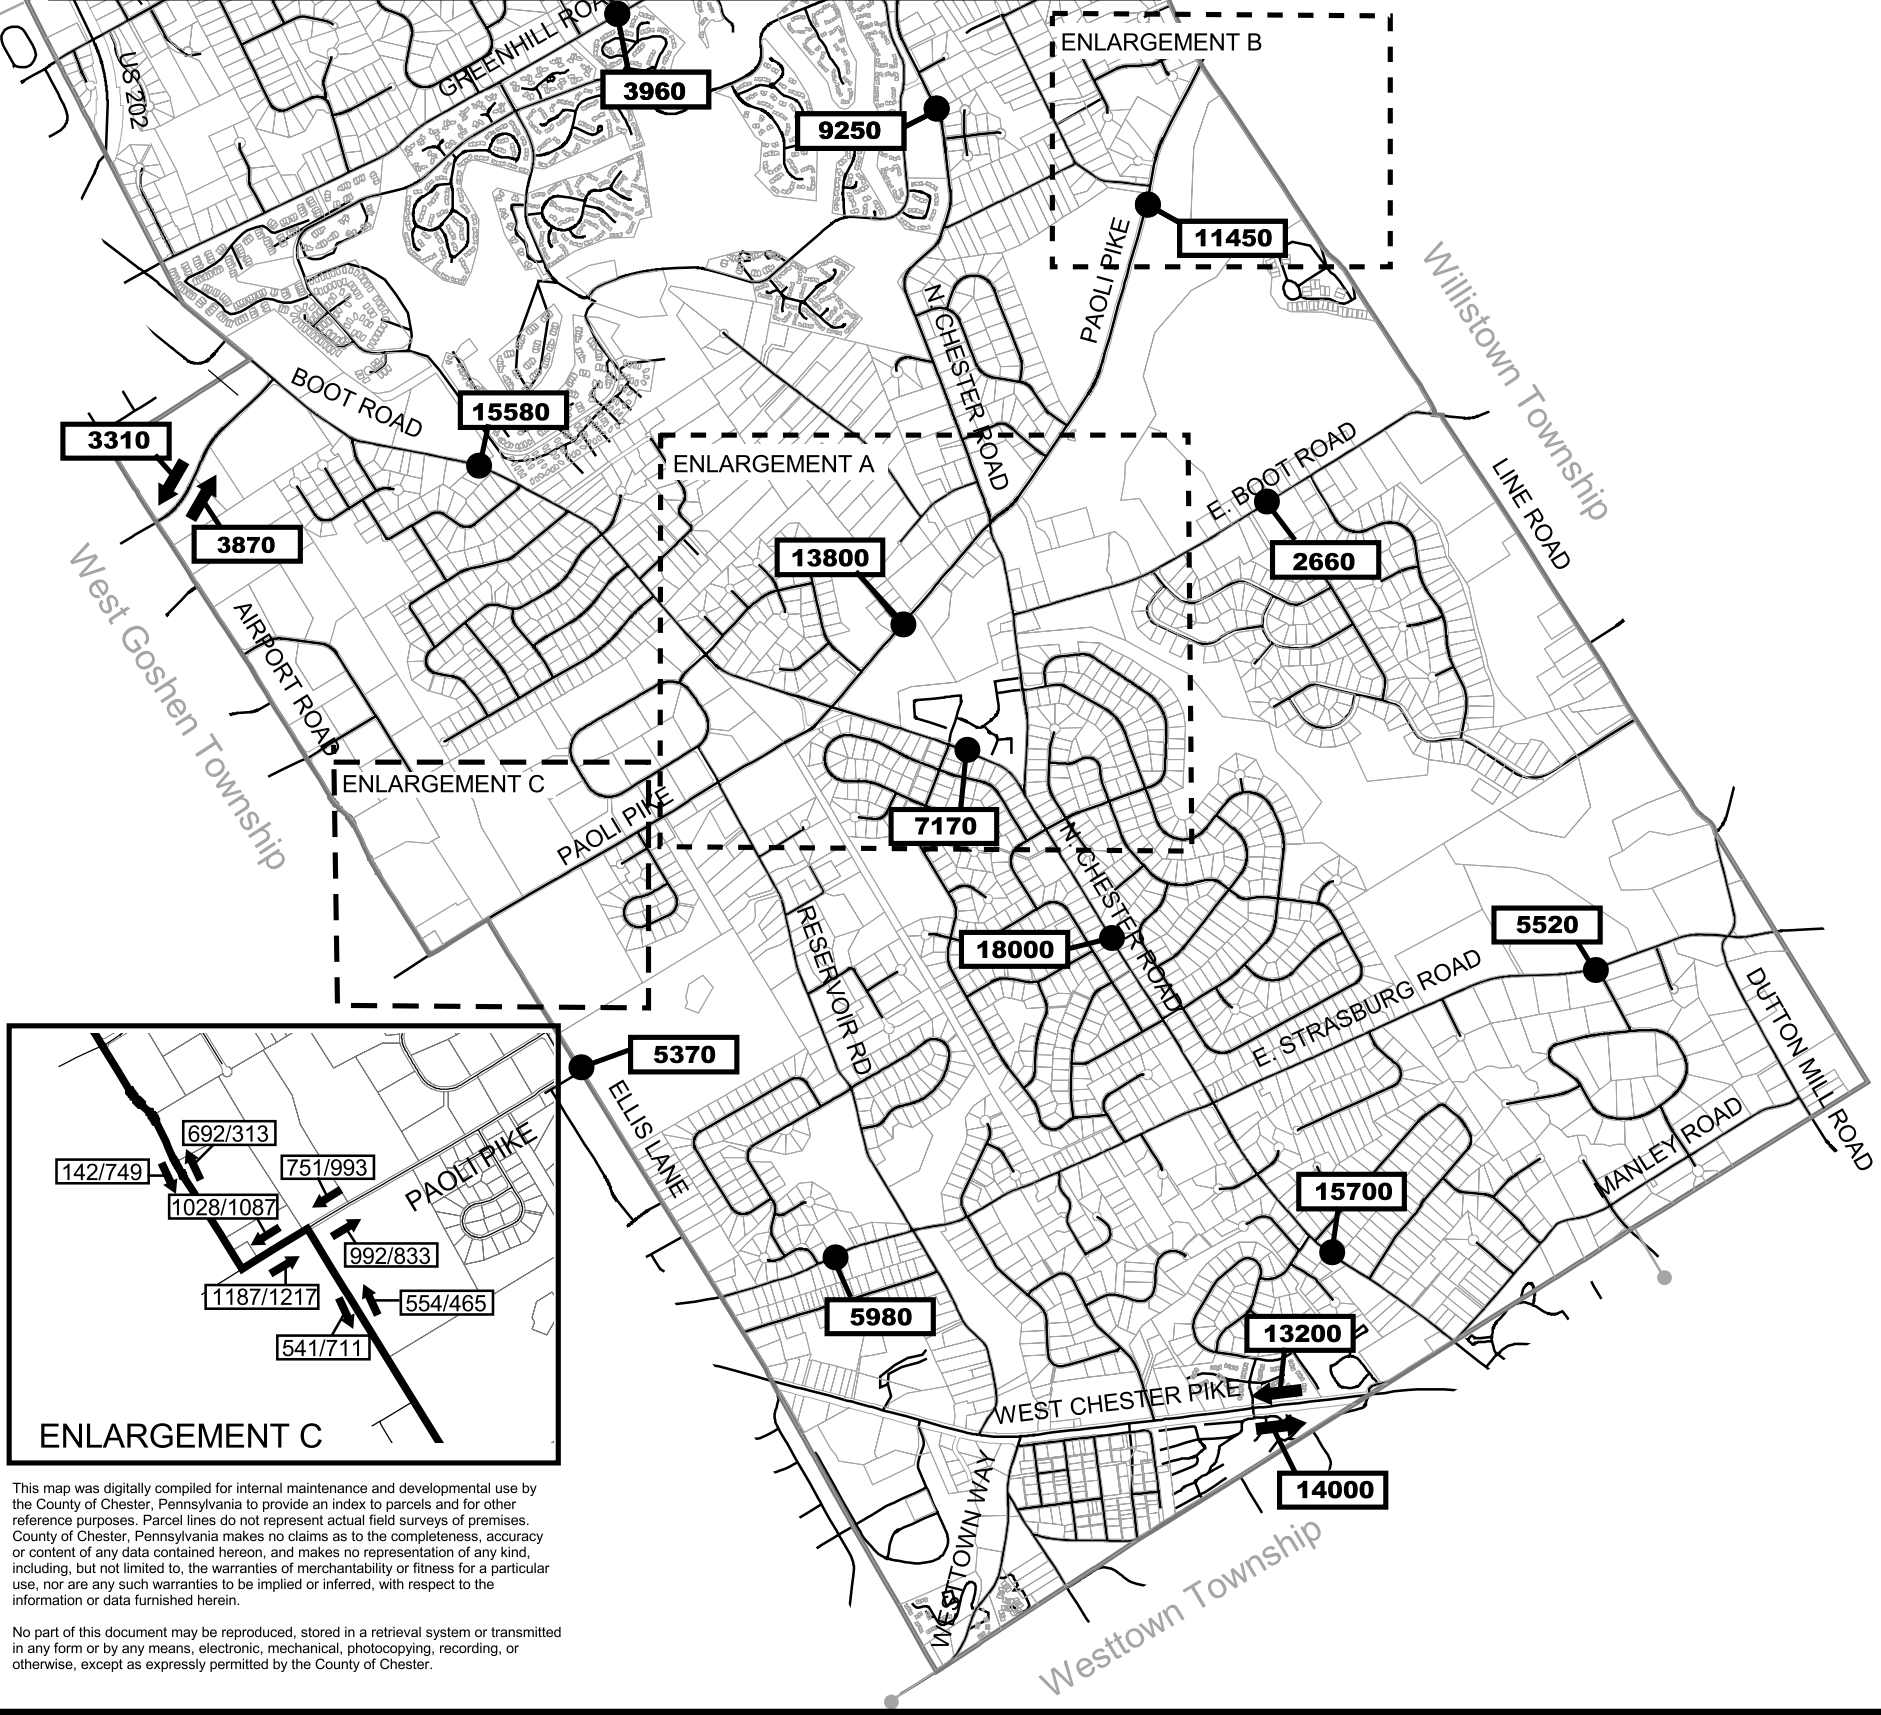 GREENHILL ROA
ENLARGEMENT B
US 202
3960
9250
11450
PAOLI PIKE
Willistown Township
N. CHESTER ROAD
BOOT ROAD
15580
3310
ENLARGEMENT A
E. BOOT ROAD
LINE ROAD
3870
13800
2660
West Goshen Township
AIRPORT ROAD
ENLARGEMENT C
PAOLI PIKE
7170
N. CHESTER ROAD
RESERVOIR RD
18000
5520
E. STRASBURG ROAD
DUTTON MILL ROAD
5370
ELLIS LANE
MANLEY ROAD
692/313
142/749
751/993
PAOLI PIKE
1028/1087
992/833
1187/1217
554/465
541/711
ENLARGEMENT C
15700
5980
13200
WEST CHESTER PIKE
14000
WESTTOWN WAY
Westtown Township
This map was digitally compiled for internal maintenance and developmental use by
the County of Chester, Pennsylvania to provide an index to parcels and for other
reference purposes. Parcel lines do not represent actual field surveys of premises.
County of Chester, Pennsylvania makes no claims as to the completeness, accuracy
or content of any data contained hereon, and makes no representation of any kind,
including, but not limited to, the warranties of merchantability or fitness for a particular
use, nor are any such warranties to be implied or inferred, with respect to the
information or data furnished herein.
No part of this document may be reproduced, stored in a retrieval system or transmitted
in any form or by any means, electronic, mechanical, photocopying, recording, or
otherwise, except as expressly permitted by the County of Chester.